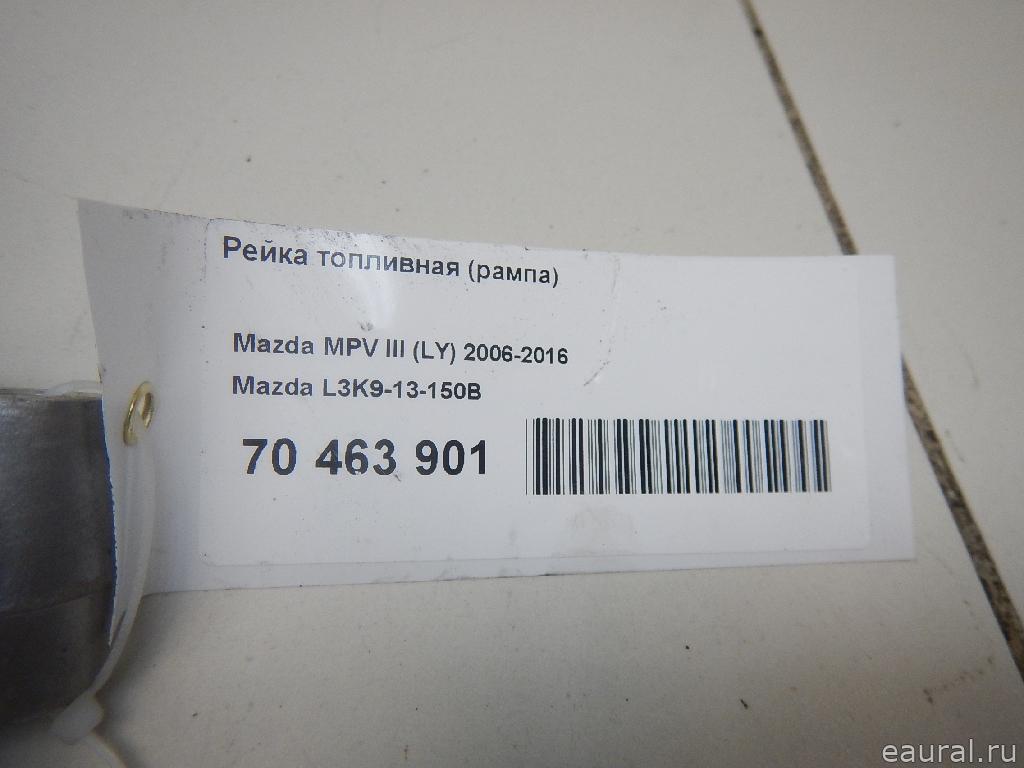 Рейка топливная (рампа)
Mazda MPV III (LY) 2006-2016
Mazda L3K9-13-150B
70 463 901
eaural.ru